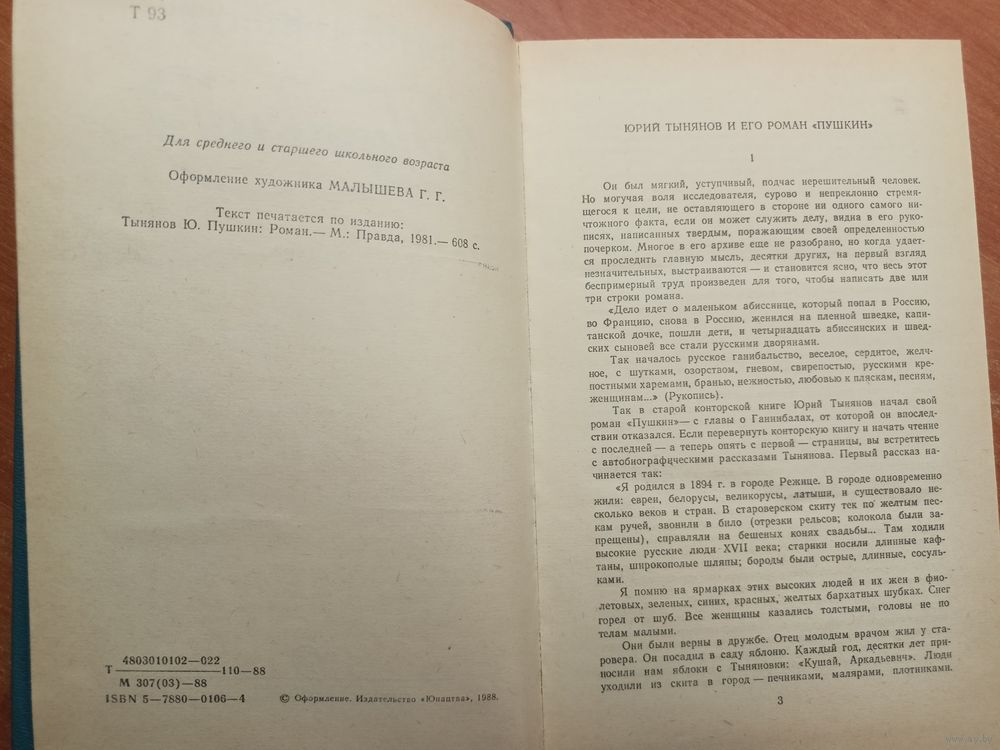 Т 93
Для среднего и старшего школьного возраста
Оформление художника МАЛЫШЕВА Г. Г.
Текст печатается по изданию:
Тынянов Ю. Пушкин: Роман.— М.: Правда, 1981.— 608 с.
4803010102—022
Т ————— 110—88
М 307(03)—88
ISBN 5—7880—0106—4
© Оформление. Издательство «Юнацтва», 1988.
ЮРИЙ ТЫНЯНОВ И ЕГО РОМАН «ПУШКИН»
1
Он был мягкий, уступчивый, подчас нерешительный человек.
Но могучая воля исследователя, сурово и непреклонно стремя-
щегося к цели, не оставляющего в стороне ни одного самого ни-
чтожного факта, если он может служить делу, видна в его руко-
писях, написанных твердым, поражающим своей определенностью
почерком. Многое в его архиве еще не разобрано, но когда удает-
ся проследить главную мысль, десятки других, на первый взгляд
незначительных, выстраиваются — и становится ясно, что весь этот
беспримерный труд произведен для того, чтобы написать две или
три строки романа.
«Дело идет о маленьком абиссинце, который попал в Россию,
во Францию, снова в Россию, женился на пленной шведке, капи-
танской дочке, пошли дети, и четырнадцать абиссинских и швед-
ских сыновей все стали русскими дворянами.
Так началось русское ганибальство, веселое, сердитое, желч-
ное, с шутками, озорством, гневом, свирепостью, русскими кре-
постными харемами, бранью, нежностью, любовью к пляскам, песням,
женщинам...» (Рукопись).
Так в старой конторской книге Юрий Тынянов начал свой
роман «Пушкин»— с главы о Ганнибалах, от которой он впослед-
ствии отказался. Если перевернуть конторскую книгу и начать чтение
с последней — а теперь опять с первой — страницы, вы встретитесь
с автобиографическими рассказами Тынянова. Первый рассказ на-
чинается так:
«Я родился в 1894 г. в городе Режице. В городе одновременно
жили: евреи, белорусы, великорусы, латыши, и существовало не-
сколько веков и стран. В староверском скиту тек по желтым пес-
кам ручей, звонили в било (отрезки рельсов; колокола были за-
прещены), справляли на бешеных конях свадьбы... Там ходили
высокие русские люди XVII века; старики носили длинные каф-
таны, широкополые шляпы; бороды были острые, длинные, сосуль-
ками.
Я помню на ярмарках этих высоких людей и их жен в фио-
летовых, зеленых, синих, красных, желтых бархатных шубках. Снег
горел от шуб. Все женщины казались толстыми, головы не по
телам малыми.
Они были верны в дружбе. Отец молодым врачом жил у ста-
ровера. Он посадил в саду яблоню. Каждый год, десятки лет при-
носили нам яблоки с Тыняновки: «Кушай, Аркадьевич». Люди
уходили из скита в город — печниками, малярами, плотниками.
3